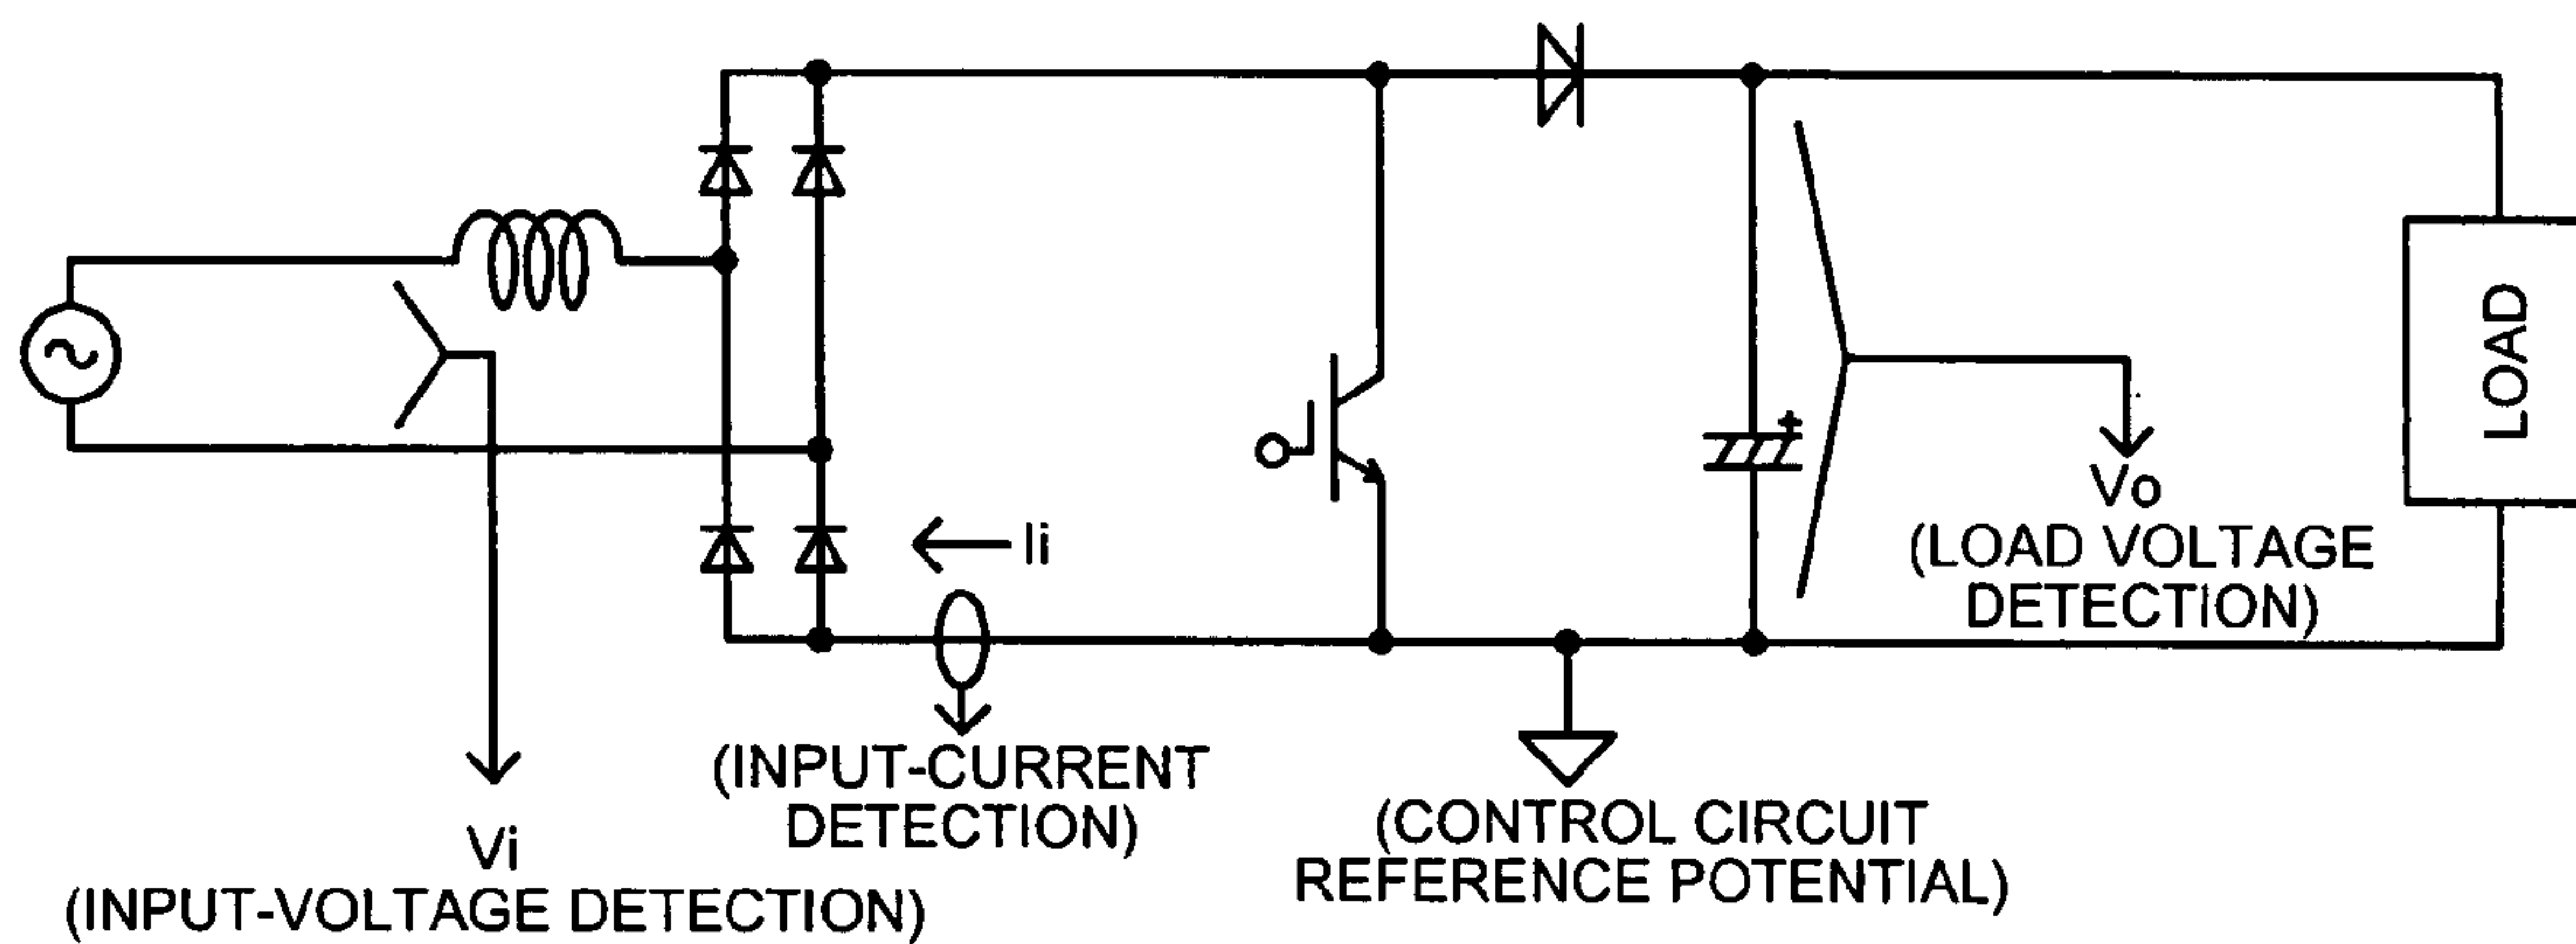 LOAD
Vo
(LOAD VOLTAGE
DETECTION)
Ii
(INPUT-CURRENT
DETECTION)
(CONTROL CIRCUIT
REFERENCE POTENTIAL)
Vi
(INPUT-VOLTAGE DETECTION)